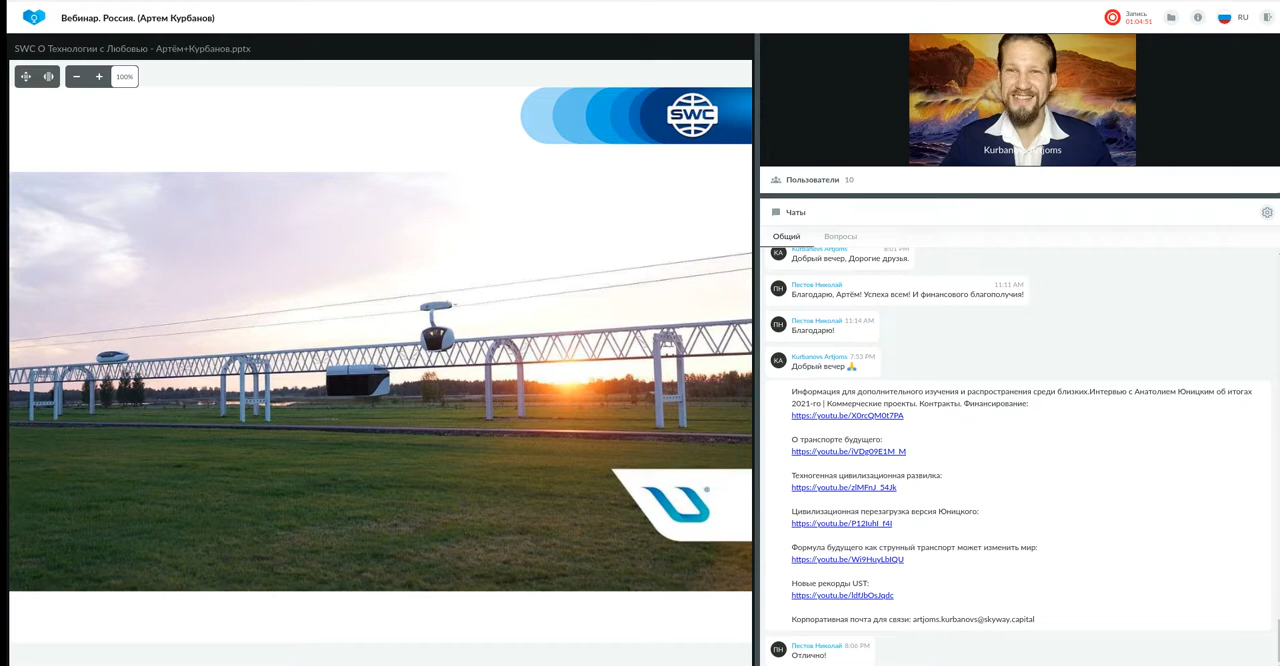 Вебинар. Россия. (Артем Курбанов)
Запись
01:04:51
RU
SWC О Технологии с Любовью - Артём+Курбанов.pptx
100%
SWC
Kurbanovs Artjoms
Пользователи 10
Чаты
Общий Вопросы
КА Kurbanovs Artjoms 8:01 PM
Добрый вечер, Дорогие друзья.
ПН Пестов Николай 11:11 AM
Благодарю, Артём! Успеха всем! И финансового благополучия!
ПН Пестов Николай 11:14 AM
Благодарю!
КА Kurbanovs Artjoms 7:53 PM
Добрый вечер 🙏
Информация для дополнительного изучения и распространения среди близких.Интервью с Анатолием Юницким об итогах
2021-го | Коммерческие проекты. Контракты. Финансирование:
https://youtu.be/X0rcQM0t7PA
О транспорте будущего:
https://youtu.be/iVDg09E1M_M
Техногенная цивилизационная развилка:
https://youtu.be/zlMFnJ_54Jk
Цивилизационная перезагрузка версия Юницкого:
https://youtu.be/P12IuhI_f4I
Формула будущего как струнный транспорт может изменить мир:
https://youtu.be/Wi9HuyLbIQU
Новые рекорды UST:
https://youtu.be/ldfJbOsJqdc
Корпоративная почта для связи: artjoms.kurbanovs@skyway.capital
ПН Пестов Николай 8:06 PM
Отлично!